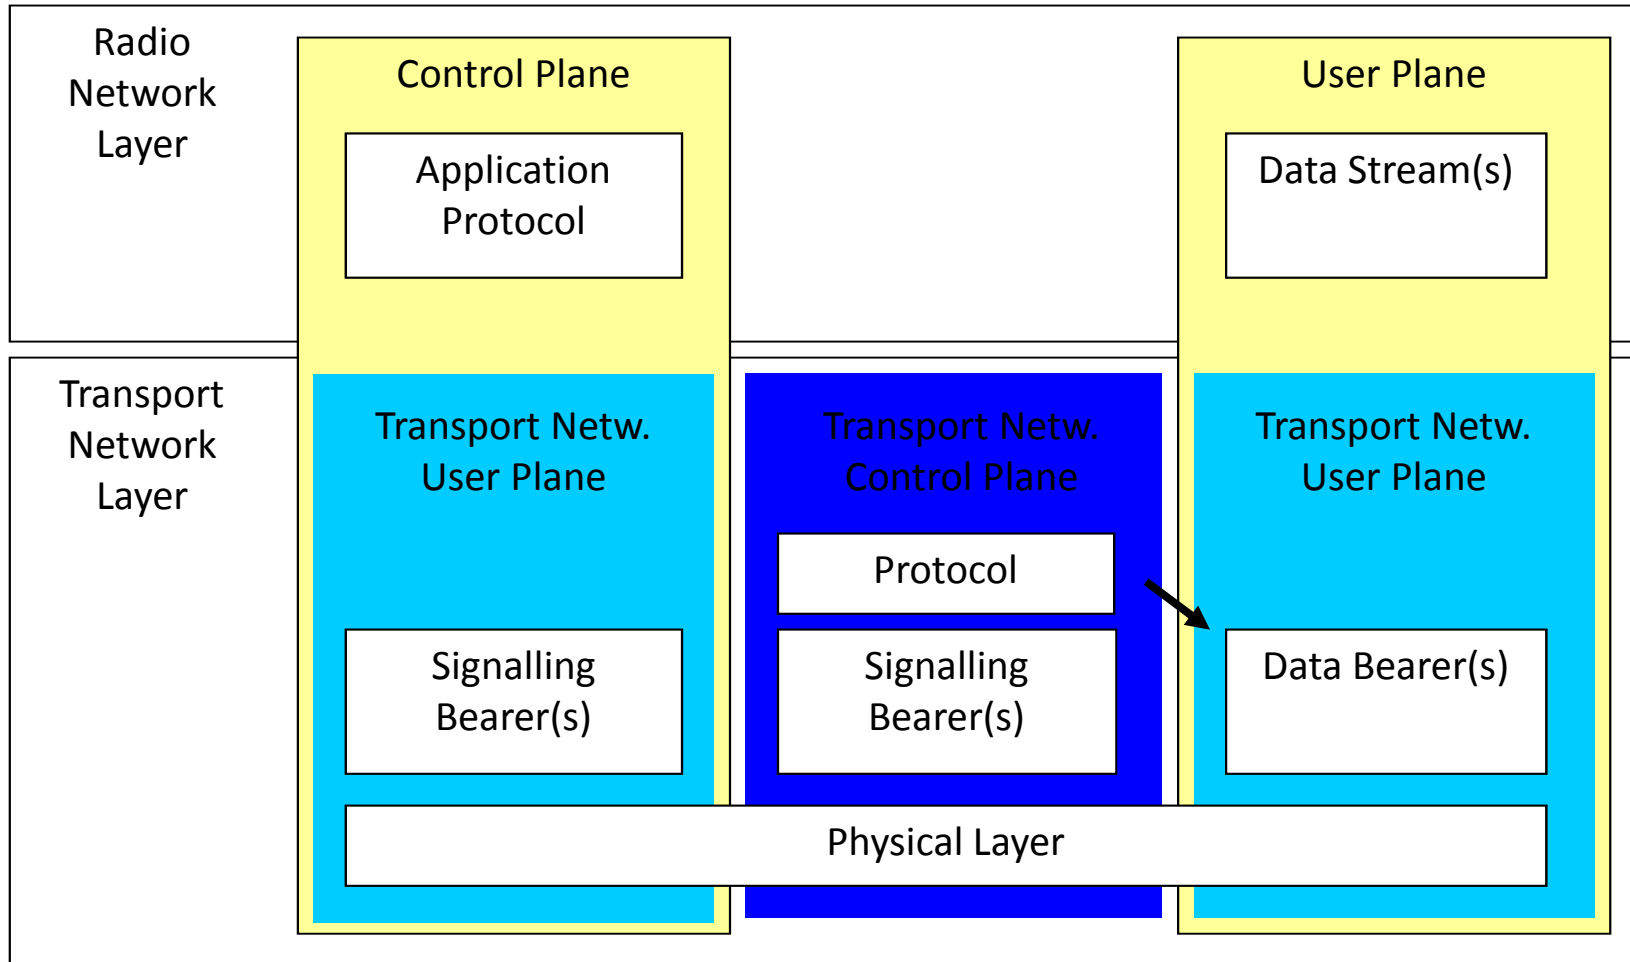 Radio
Network
Layer
Control Plane
User Plane
Application
Protocol
Data Stream(s)
Transport
Network
Layer
Transport Netw.
User Plane
Transport Netw.
Control Plane
Transport Netw.
User Plane
Protocol
Signalling
Bearer(s)
Signalling
Bearer(s)
Data Bearer(s)
Physical Layer